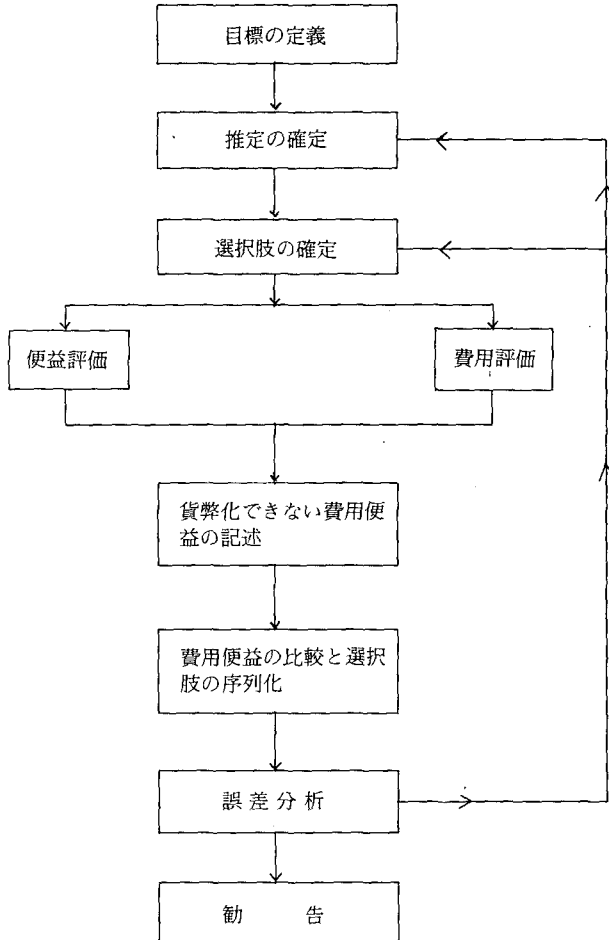 目標の定義
推定の確定
選択肢の確定
便益評価
費用評価
貨弊化できない費用便
益の記述
費用便益の比較と選択
肢の序列化
誤差分析
勧告